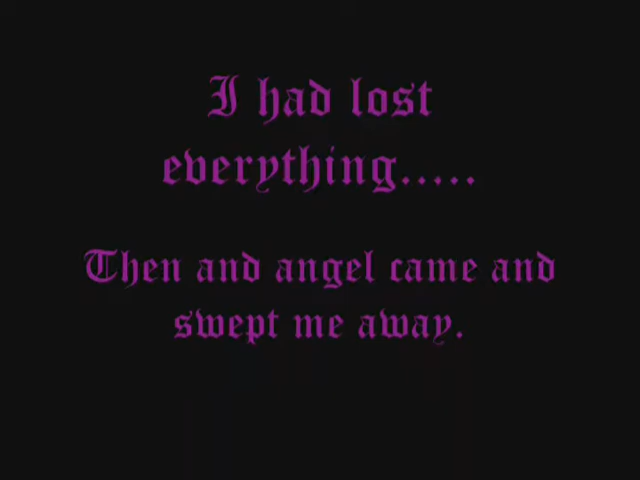 I had lost
everything.....
Then and angel came and
swept me away.